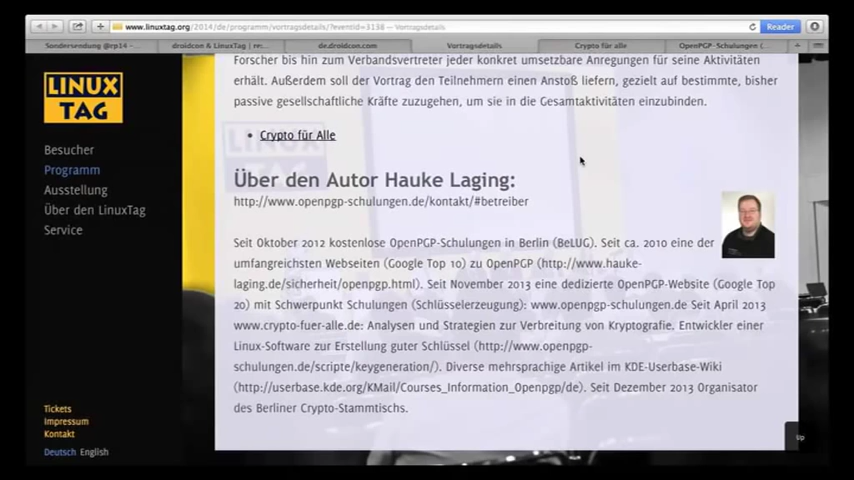 www.linuxtag.org/2014/de/programm/vortragsdetails/?eventId=3138 — Vortragsdetails
Reader
Sondersendung @rp14 - ...
droidcon & LinuxTag | re...
de.droidcon.com
Vortragsdetails
Crypto für alle
OpenPGP-Schulungen (...
LINUX
TAG
Besucher
Programm
Ausstellung
Über den LinuxTag
Service
Tickets
Impressum
Kontakt
Deutsch English
Forscher bis hin zum Verbandsvertreter jeder konkret umsetzbare Anregungen für seine Aktivitäten
erhält. Außerdem soll der Vortrag den Teilnehmern einen Anstoß liefern, gezielt auf bestimmte, bisher
passive gesellschaftliche Kräfte zuzugehen, um sie in die Gesamtaktivitäten einzubinden.
• Crypto für Alle
Über den Autor Hauke Laging:
http://www.openpgp-schulungen.de/kontakt/#betreiber
Seit Oktober 2012 kostenlose OpenPGP-Schulungen in Berlin (BeLUG). Seit ca. 2010 eine der
umfangreichsten Webseiten (Google Top 10) zu OpenPGP (http://www.hauke-
laging.de/sicherheit/openpgp.html). Seit November 2013 eine dedizierte OpenPGP-Website (Google Top
20) mit Schwerpunkt Schulungen (Schlüsselerzeugung): www.openpgp-schulungen.de Seit April 2013
www.crypto-fuer-alle.de: Analysen und Strategien zur Verbreitung von Kryptografie. Entwickler einer
Linux-Software zur Erstellung guter Schlüssel (http://www.openpgp-
schulungen.de/scripte/keygeneration/). Diverse mehrsprachige Artikel im KDE-Userbase-Wiki
(http://userbase.kde.org/KMail/Courses_Information_Openpgp/de). Seit Dezember 2013 Organisator
des Berliner Crypto-Stammtischs.
Up